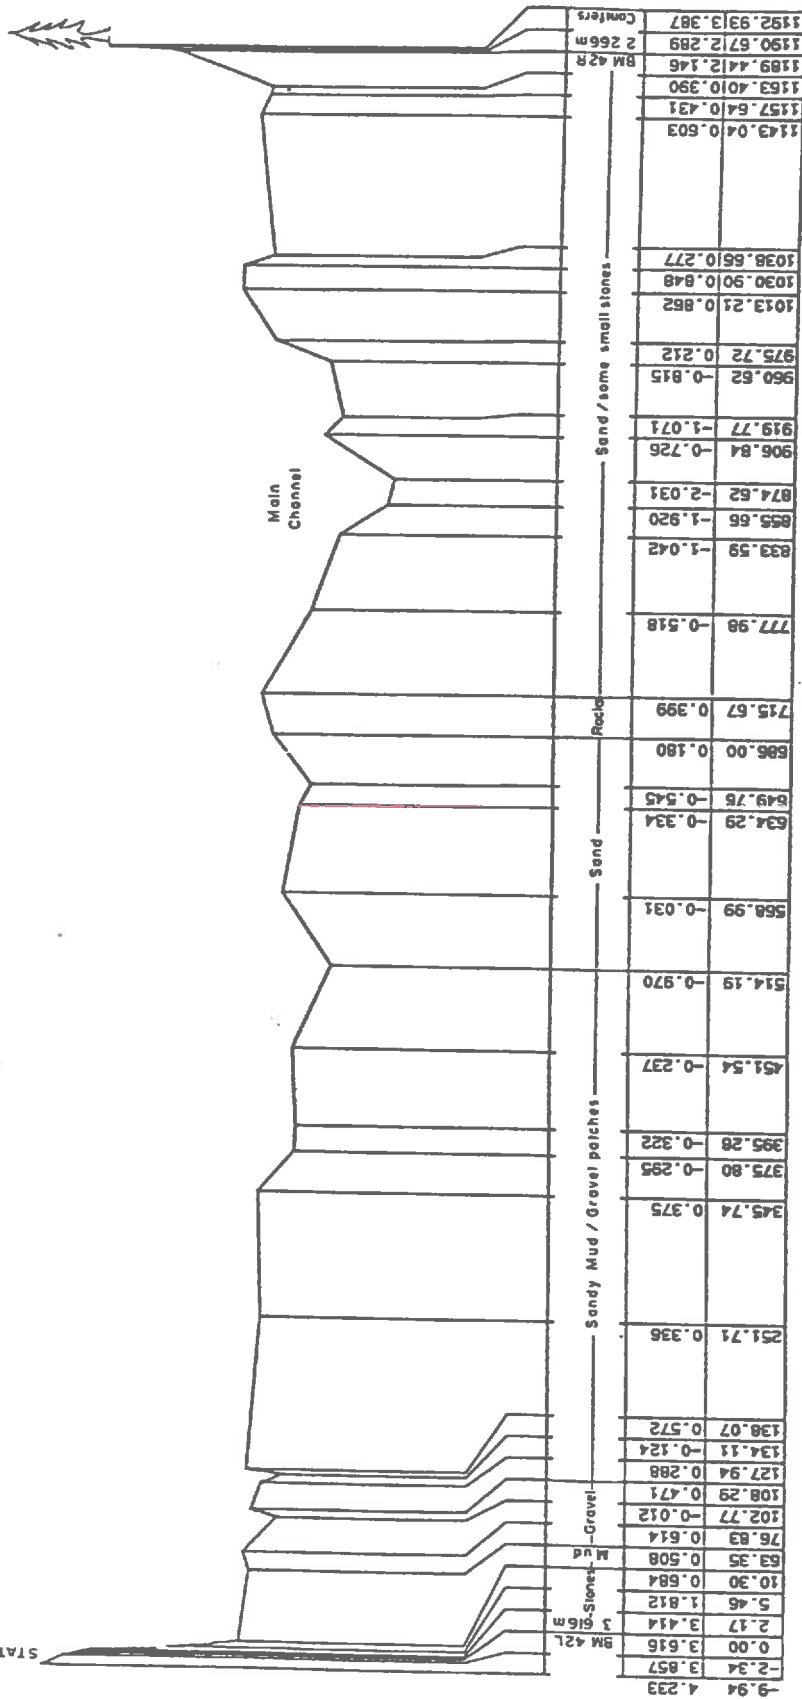 1192.93 3.387
1190.67 2.289
1189.44 2.146
1163.40 0.390
1157.64 0.431
1143.04 0.603
1038.66 0.277
1030.90 0.848
1013.21 0.862
975.72 0.212
960.62 -0.815
919.77 -1.071
906.84 -0.726
874.62 -2.031
855.66 -1.920
833.59 -1.042
777.98 -0.518
715.67 0.399
686.00 0.180
649.76 -0.545
634.29 -0.334
568.99 -0.031
514.19 -0.970
451.54 -0.237
395.28 -0.322
375.80 -0.295
345.74 0.375
251.71 0.336
138.07 0.572
134.11 -0.124
127.94 0.288
108.29 0.471
102.77 -0.012
76.83 0.614
63.35 0.508
10.30 0.684
5.46 1.812
2.17 3.414
0.00 3.616
-2.34 3.857
-9.94 4.233
Conifers
2 266m
BM 42R
Sand / some small stones
Main
Channel
Rocks
Sand
Sandy Mud / Gravel patches
Gravel
Mud
Stones
3 616m
BM 42L
STAT